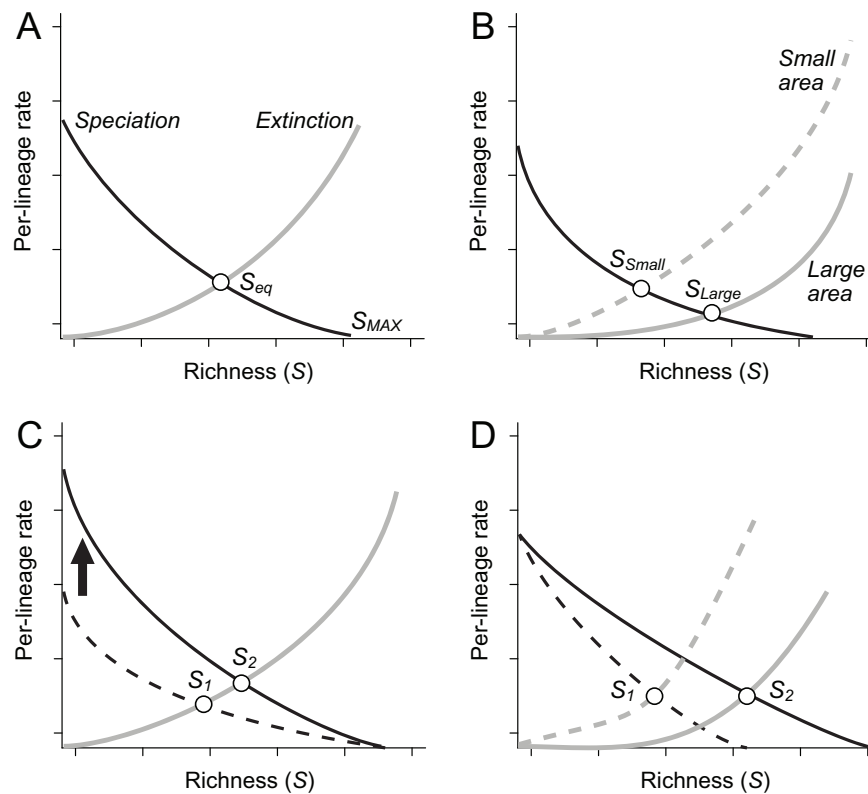 A
Per-lineage rate
Speciation
Extinction
S_eq
S_MAX
Richness (S)
B
Per-lineage rate
Small
area
S_Small
S_Large
Large
area
Richness (S)
C
Per-lineage rate
S_1
S_2
Richness (S)
D
Per-lineage rate
S_1
S_2
Richness (S)